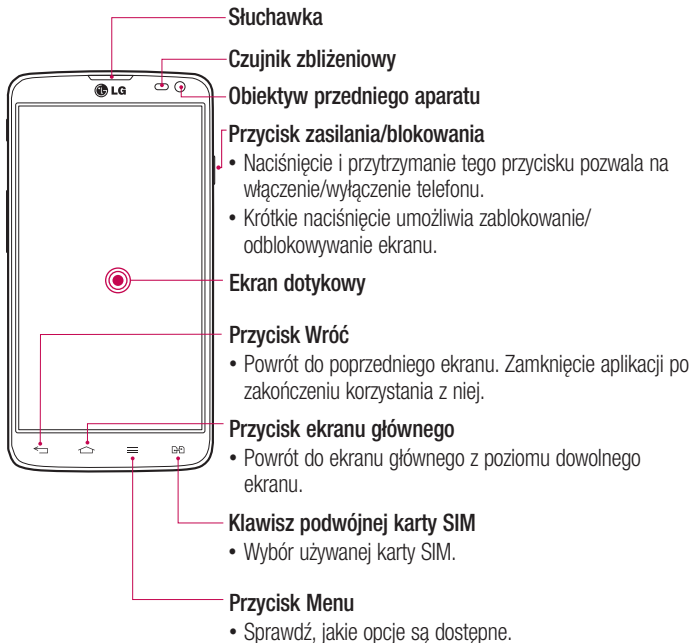 Słuchawka
Czujnik zbliżeniowy
LG
Obiektyw przedniego aparatu
Przycisk zasilania/blokowania
• Naciśnięcie i przytrzymanie tego przycisku pozwala na
włączenie/wyłączenie telefonu.
• Krótkie naciśnięcie umożliwia zablokowanie/
odblokowywanie ekranu.
Ekran dotykowy
Przycisk Wróć
• Powrót do poprzedniego ekranu. Zamknięcie aplikacji po
zakończeniu korzystania z niej.
Przycisk ekranu głównego
• Powrót do ekranu głównego z poziomu dowolnego
ekranu.
Klawisz podwójnej karty SIM
• Wybór używanej karty SIM.
Przycisk Menu
• Sprawdź, jakie opcje są dostępne.